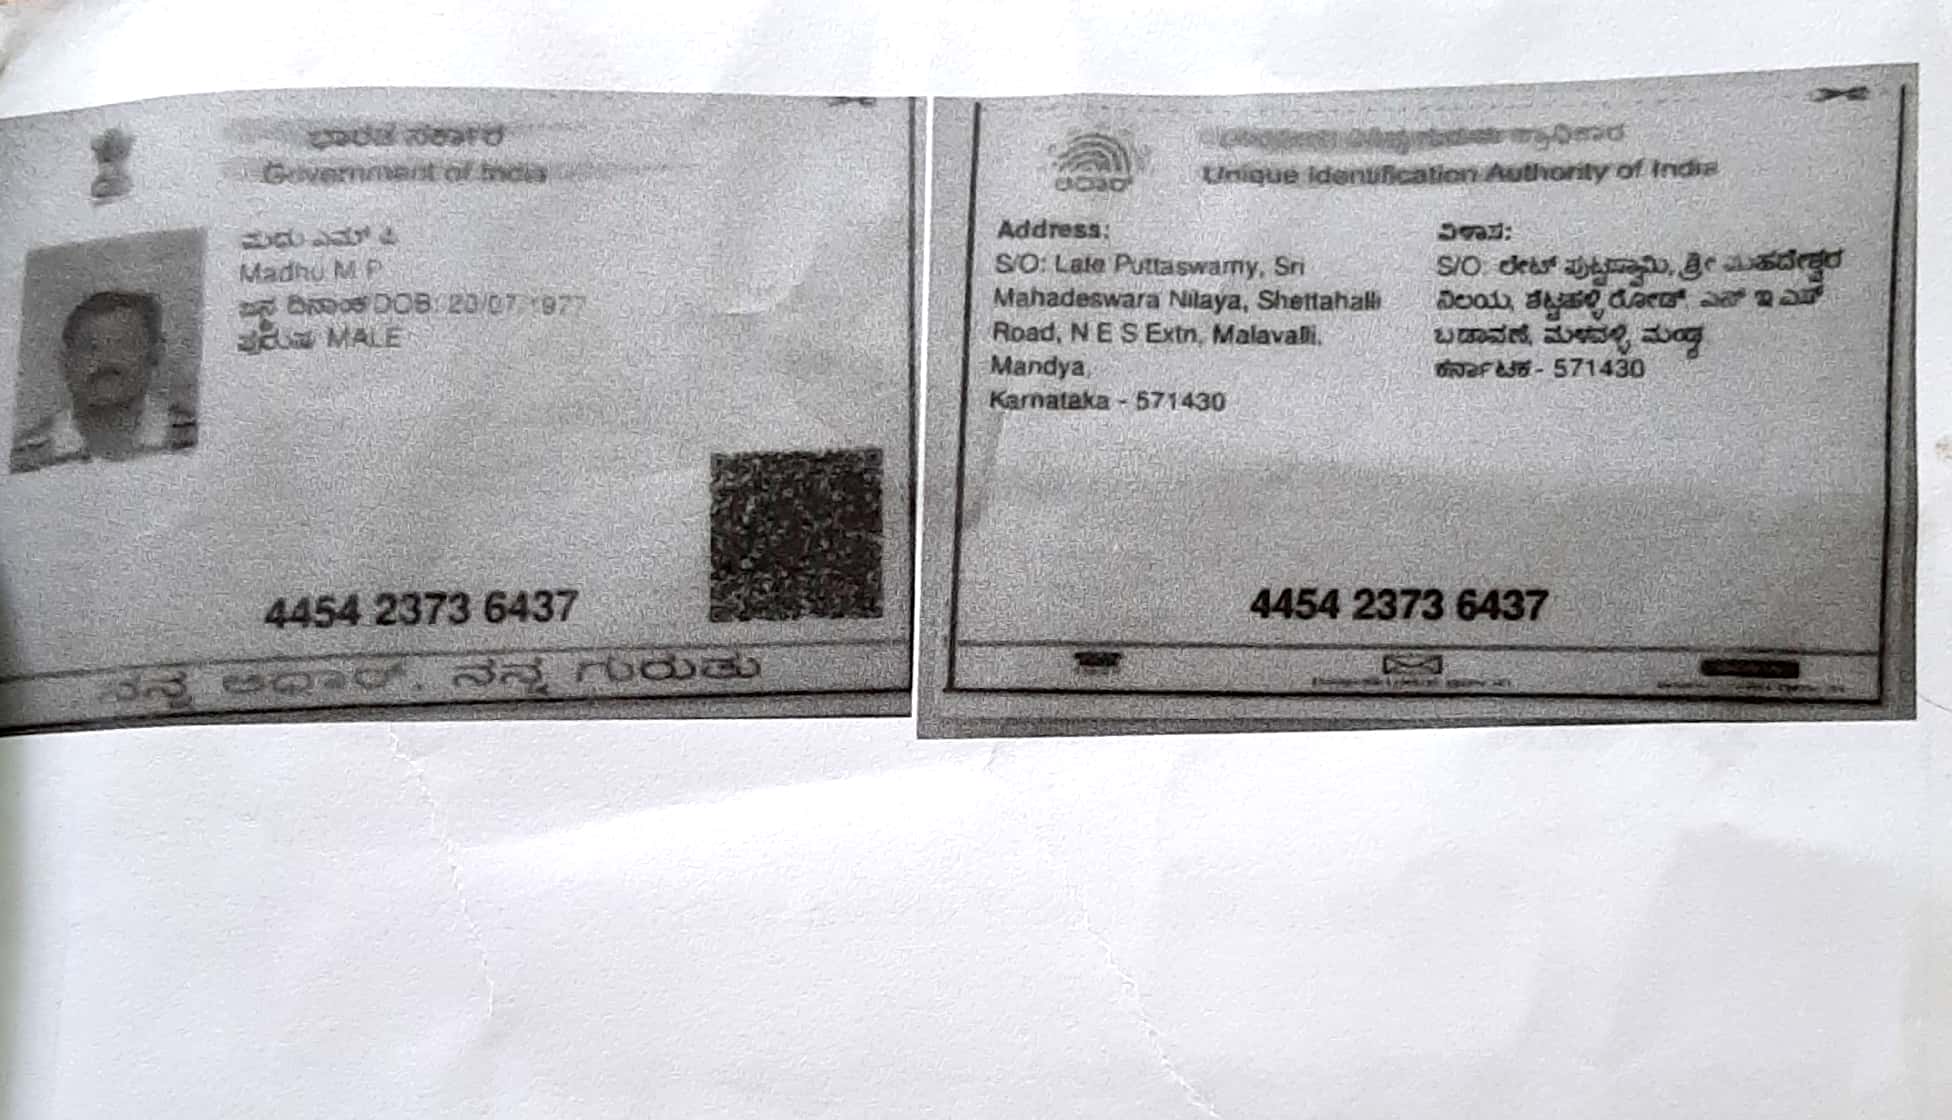 ಭಾರತ ಸರ್ಕಾರ
Government of India
ಮದು ಎಮ್ ಪಿ
Madhu M P
ಜನ್ಮ ದಿನಾಂಕ DOB: 20/07/1977
ಪುರುಷ MALE
4454 2373 6437
ನನ್ನ ಆಧಾರ್, ನನ್ನ ಗುರುತು
ಪ್ರಾಧಿಕಾರ
Unique Identification Authority of India
ಆಧಾರ್
Address:
S/O: Late Puttaswamy, Sri
Mahadeswara Nilaya, Shettahalli
Road, N E S Extn, Malavalli,
Mandya,
Karnataka - 571430
ವಿಳಾಸ:
S/O: ಲೇಟ್ ಪುಟ್ಟಸ್ವಾಮಿ, ಶ್ರೀ ಮಹದೇಶ್ವರ
ನಿಲಯ, ಶೆಟ್ಟಹಳ್ಳಿ ರೋಡ್, ಎನ್ ಇ ಎಸ್
ಬಡಾವಣೆ, ಮಳವಳ್ಳಿ, ಮಂಡ್ಯ
ಕರ್ನಾಟಕ - 571430
4454 2373 6437